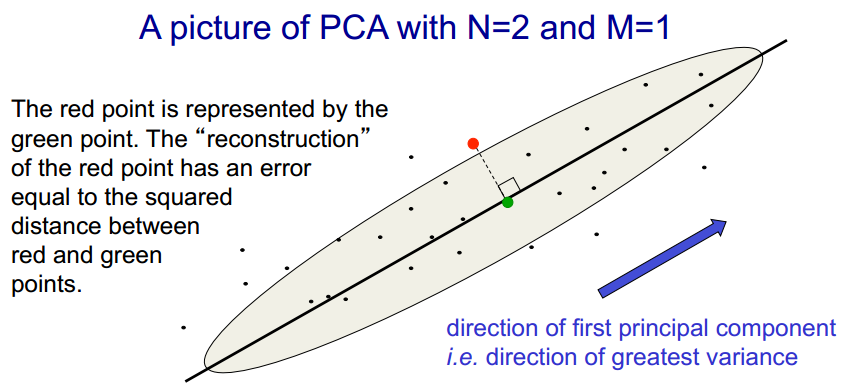 A picture of PCA with N=2 and M=1
The red point is represented by the
green point. The “reconstruction”
of the red point has an error
equal to the squared
distance between
red and green
points.
direction of first principal component
i.e. direction of greatest variance